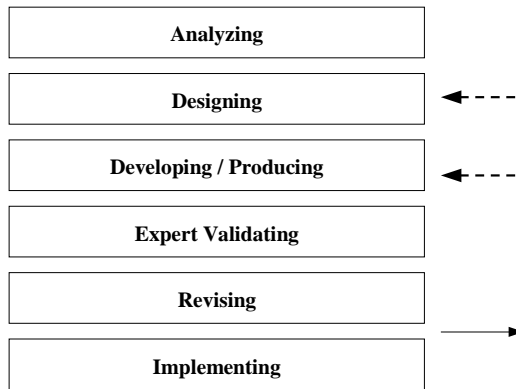 Analyzing
Designing
Developing / Producing
Expert Validating
Revising
Implementing